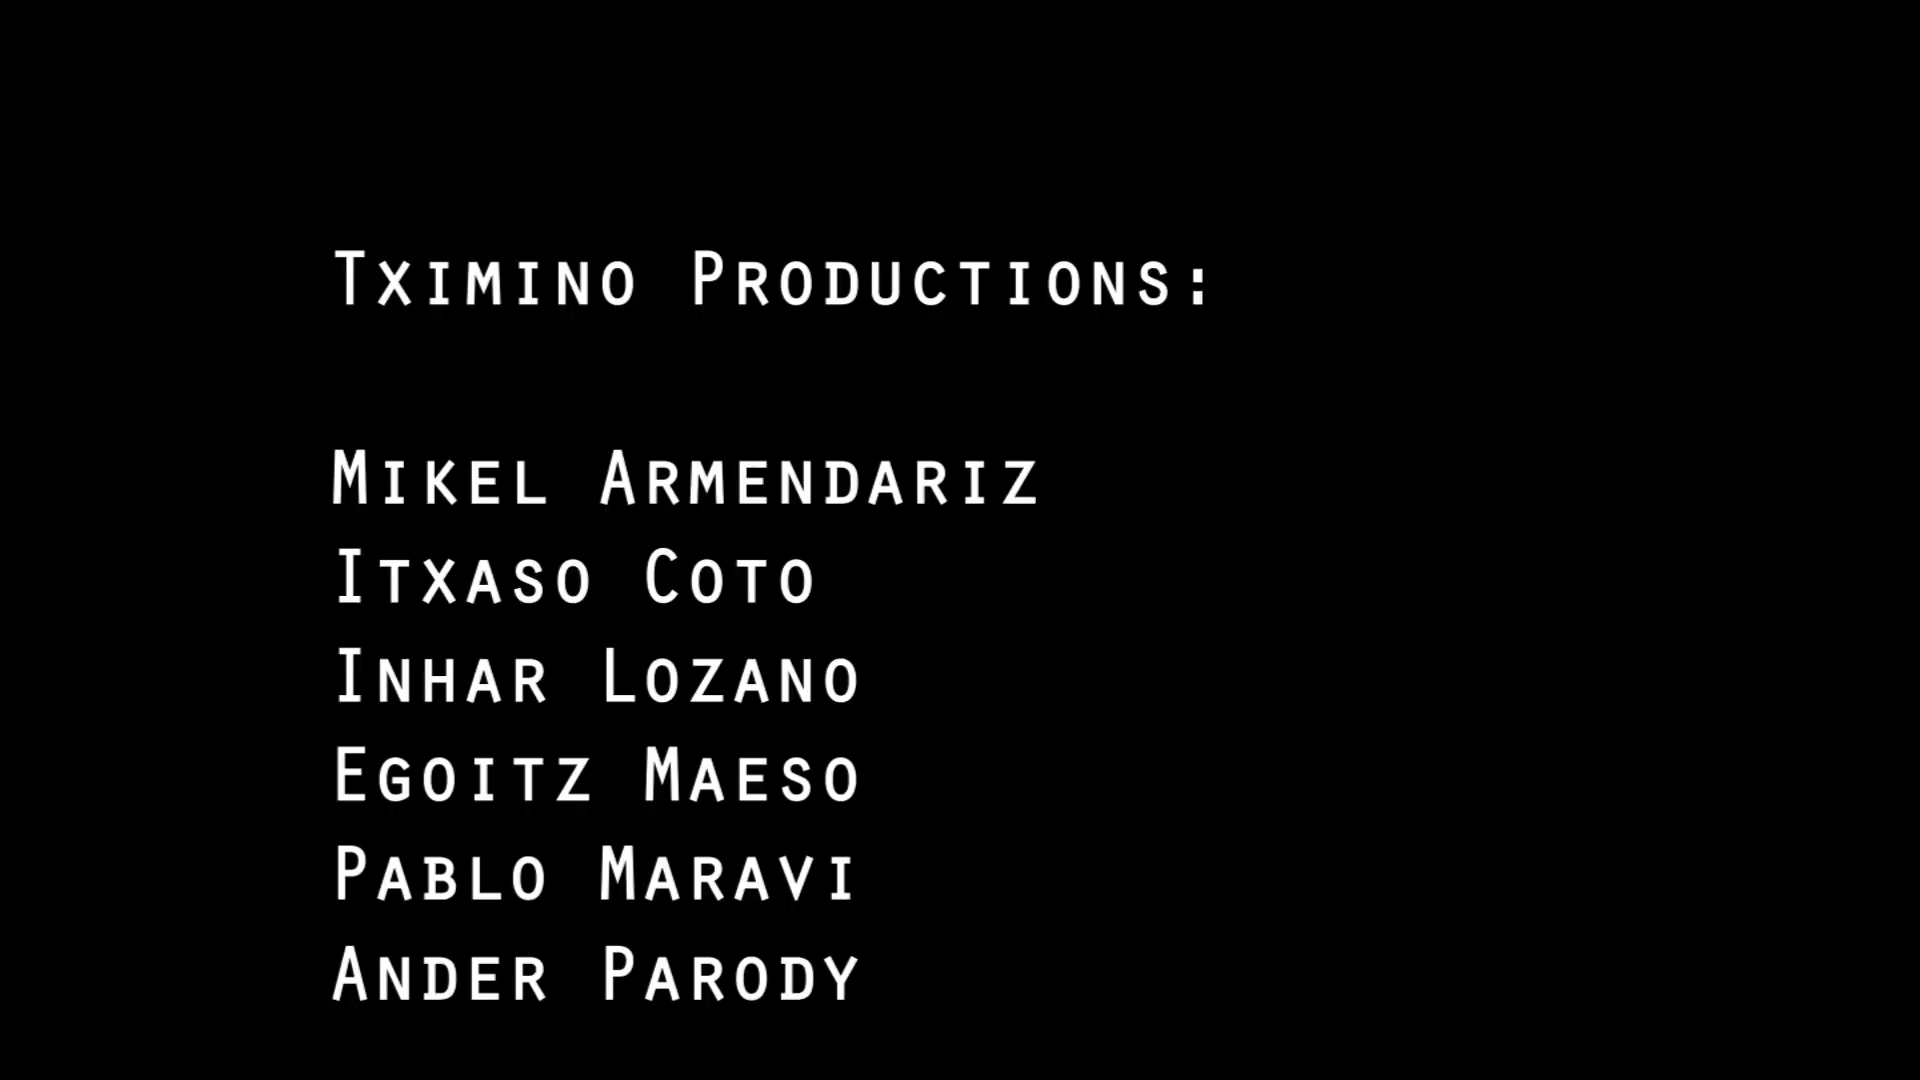 Tximino Productions:
Mikel Armendariz
Itxaso Coto
Inhar Lozano
Egoitz Maeso
Pablo Maravi
Ander Parody